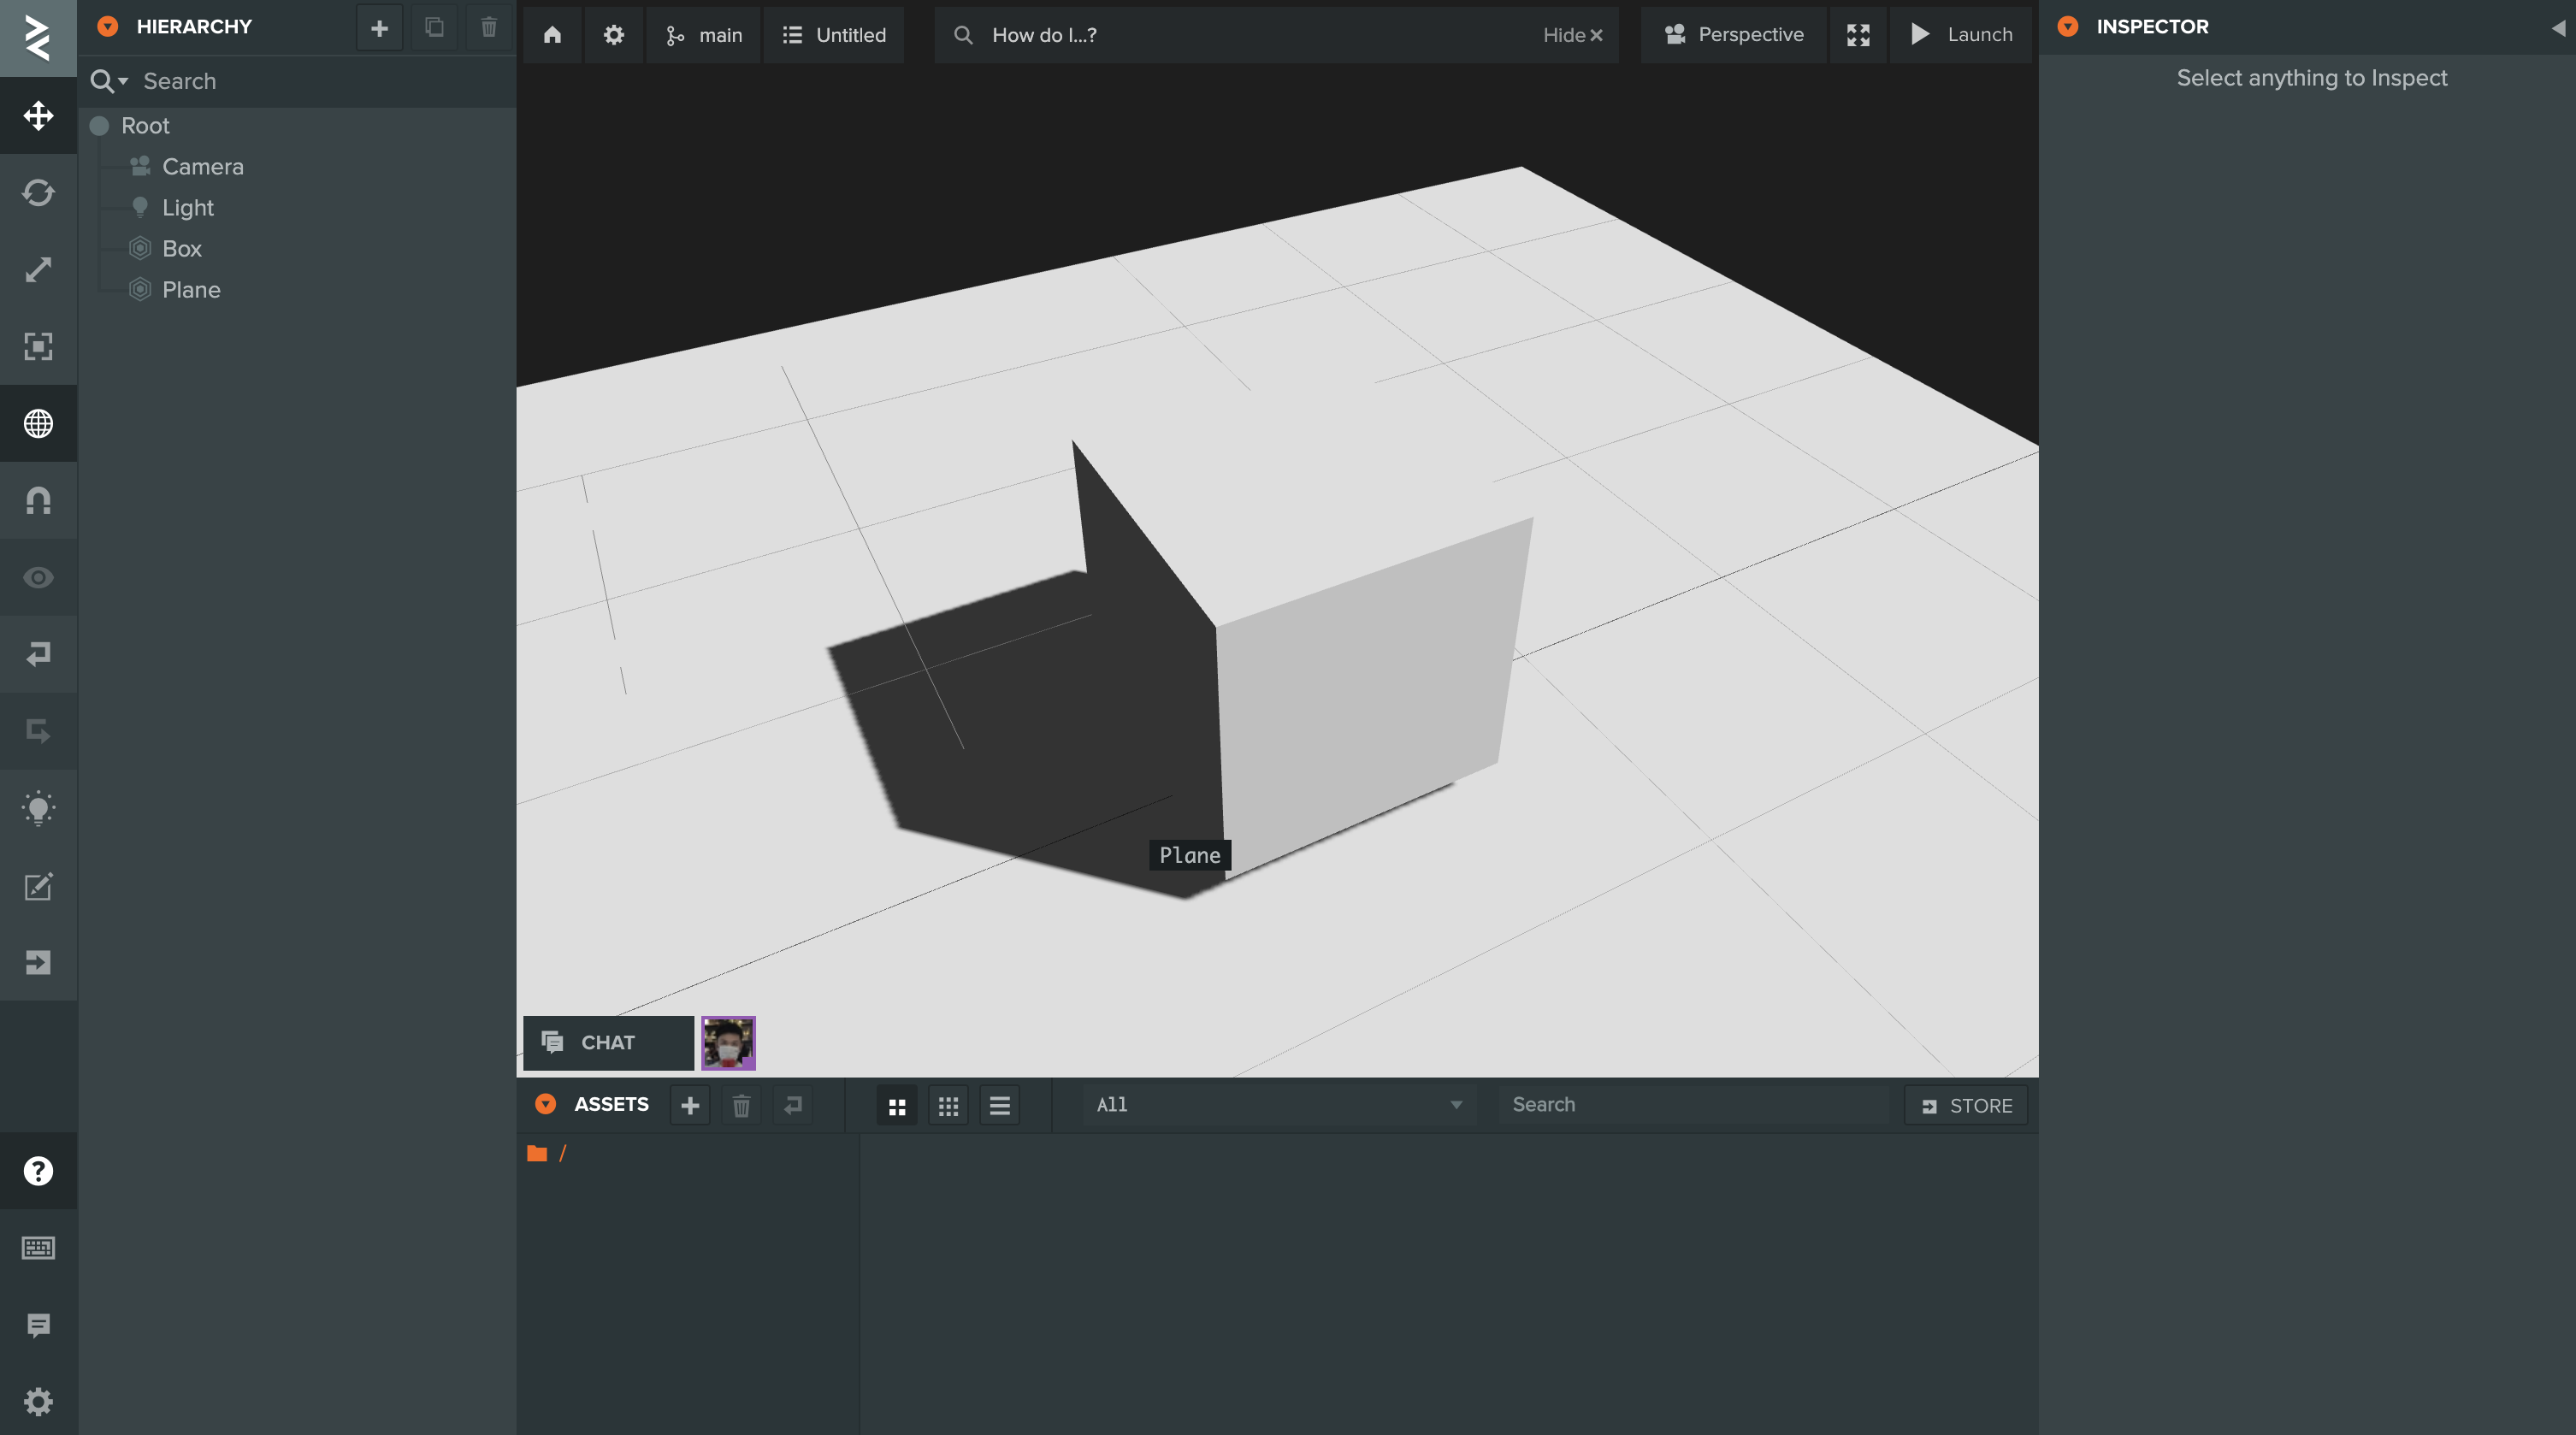 HIERARCHY
Search
Root
Camera
Light
Box
Plane
main
Untitled
How do I...?
Hide
Perspective
Launch
INSPECTOR
Select anything to Inspect
Plane
CHAT
ASSETS
All
Search
STORE
/